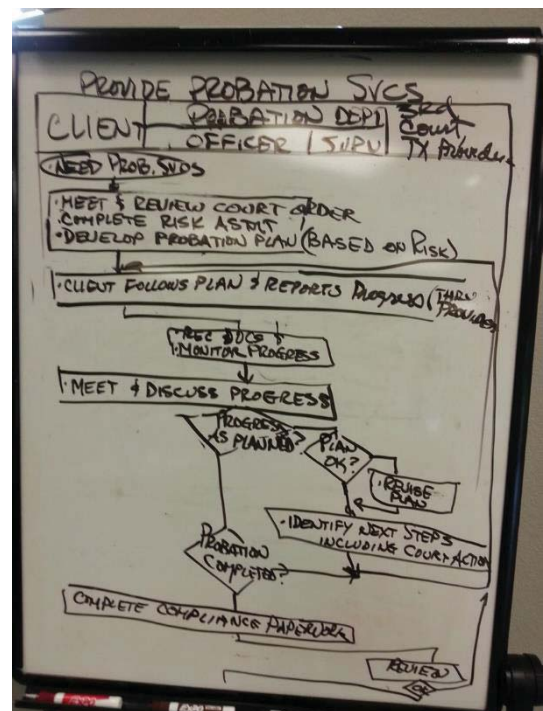 PROVIDE PROBATION SVCS
CLIENT
PROBATION DEPT
OFFICER | SUPV
3rd
Court
TX Provider
• NEED PROB. SVCS
• MEET & REVIEW COURT ORDER
• COMPLETE RISK ASMT
• DEVELOP PROBATION PLAN (BASED ON RISK)
• CLIENT FOLLOWS PLAN & REPORTS PROGRESS (THRU
PROVIDER)
• REC DOCS &
• MONITOR PROGRESS
• MEET & DISCUSS PROGRESS
PROGRESS
AS PLANNED?
PLAN
OK?
• REVISE
PLAN
• IDENTIFY NEXT STEPS
INCLUDING COURT ACTION
PROBATION
COMPLETED?
COMPLETE COMPLIANCE PAPERWORK
REVIEW
OK
EXPO